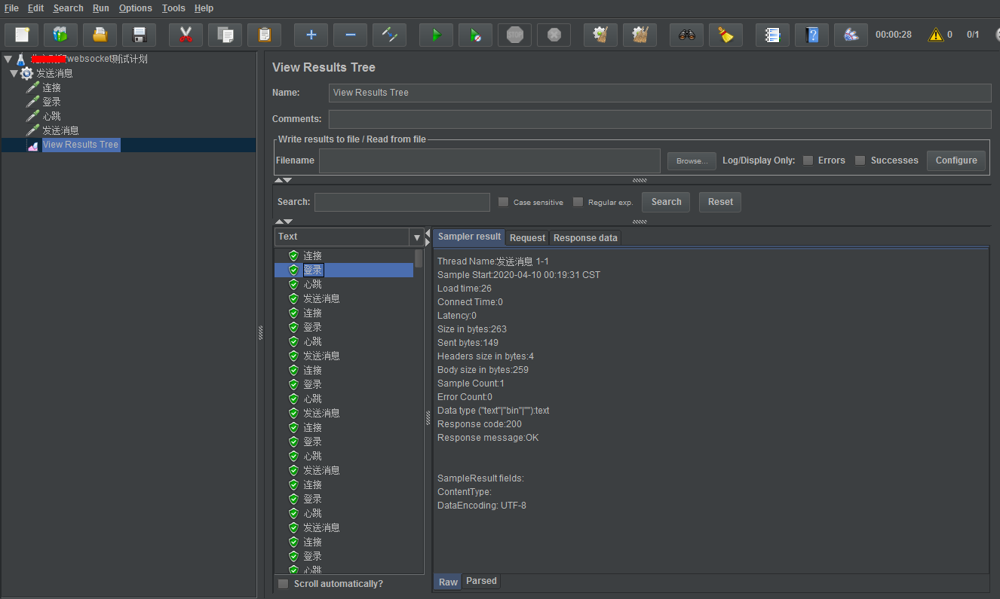 File Edit Search Run Options Tools Help
STOP
00:00:28 0 0/1
websocket测试计划
发送消息
连接
登录
心跳
发送消息
View Results Tree
View Results Tree
Name: View Results Tree
Comments:
Write results to file / Read from file
Filename Browse... Log/Display Only: Errors Successes Configure
Search: Case sensitive Regular exp. Search Reset
Text
连接
登录
心跳
发送消息
连接
登录
心跳
发送消息
连接
登录
心跳
发送消息
连接
登录
心跳
发送消息
连接
登录
心跳
发送消息
连接
登录
心跳
Scroll automatically?
Sampler result Request Response data
Thread Name:发送消息 1-1
Sample Start:2020-04-10 00:19:31 CST
Load time:26
Connect Time:0
Latency:0
Size in bytes:263
Sent bytes:149
Headers size in bytes:4
Body size in bytes:259
Sample Count:1
Error Count:0
Data type ("text"|"bin"|""):text
Response code:200
Response message:OK
SampleResult fields:
ContentType:
DataEncoding: UTF-8
Raw Parsed